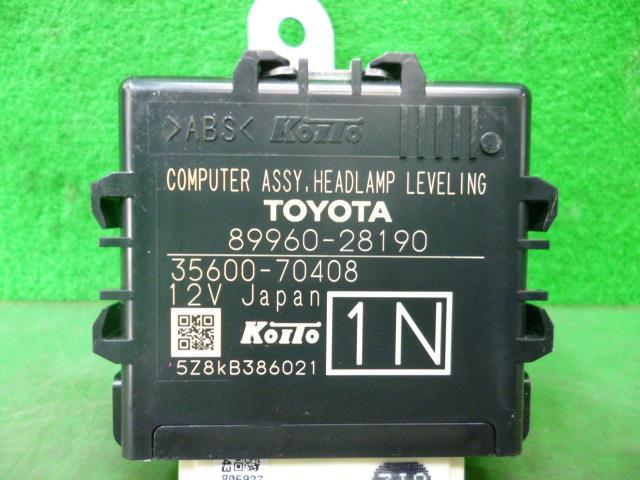 >ABS< KOITO
COMPUTER ASSY, HEADLAMP LEVELING
TOYOTA
89960-28190
35600-70408
12V Japan
KOITO
1N
5Z8kB386021